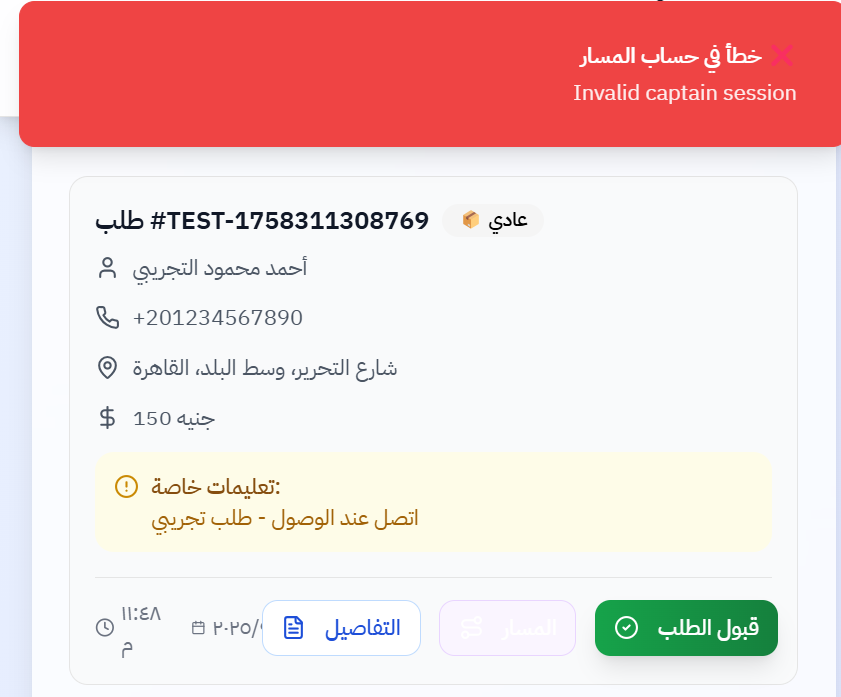 ❌ خطأ في حساب المسار
Invalid captain session
طلب #TEST-1758311308769
عادي
أحمد محمود التجريبي
+201234567890
شارع التحرير، وسط البلد، القاهرة
150 جنيه
تعليمات خاصة:
اتصل عند الوصول - طلب تجريبي
١١:٤٨ م
٢٠٢٥/
التفاصيل
المسار
قبول الطلب